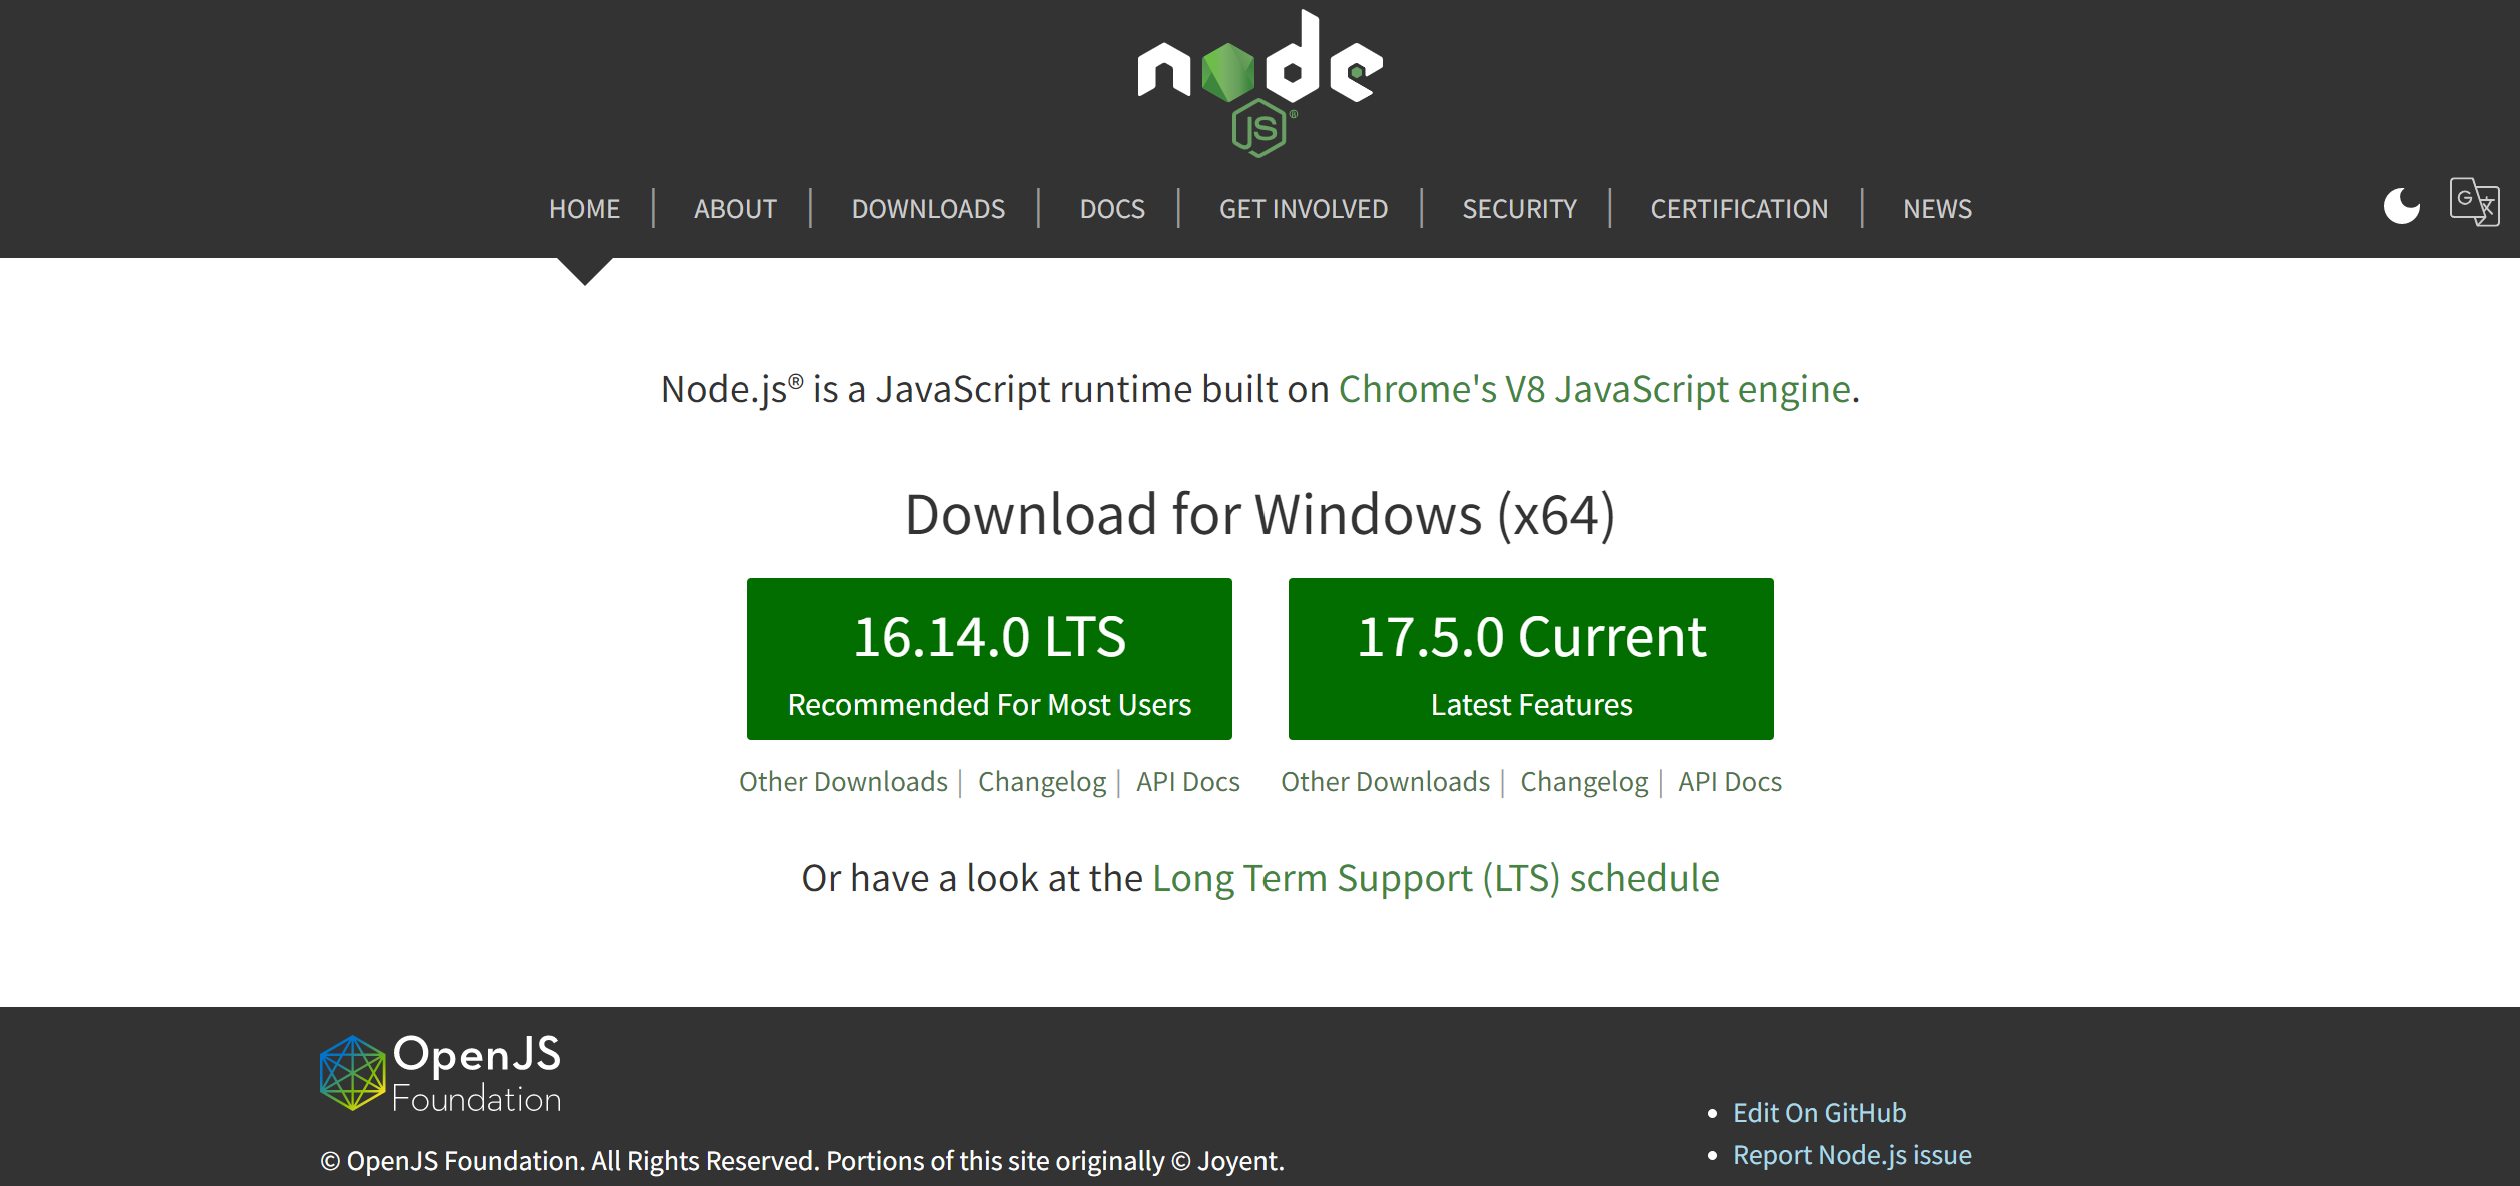 node
JS ®
HOME | ABOUT | DOWNLOADS | DOCS | GET INVOLVED | SECURITY | CERTIFICATION | NEWS
G 文
Node.js® is a JavaScript runtime built on Chrome's V8 JavaScript engine.
Download for Windows (x64)
16.14.0 LTS
Recommended For Most Users
17.5.0 Current
Latest Features
Other Downloads | Changelog | API Docs
Other Downloads | Changelog | API Docs
Or have a look at the Long Term Support (LTS) schedule
OpenJS
Foundation
© OpenJS Foundation. All Rights Reserved. Portions of this site originally © Joyent.
• Edit On GitHub
• Report Node.js issue